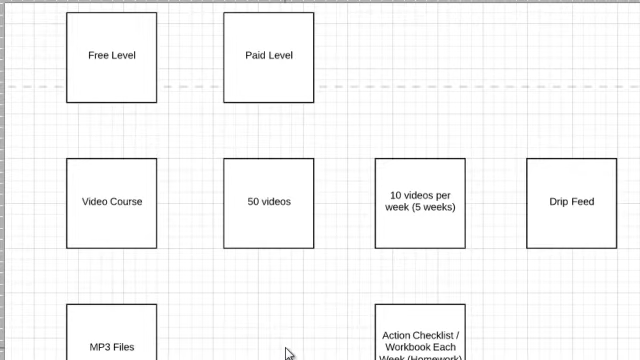 Free Level
Paid Level
Video Course
50 videos
10 videos per
week (5 weeks)
Drip Feed
MP3 Files
Action Checklist /
Workbook Each
Week (Homework)